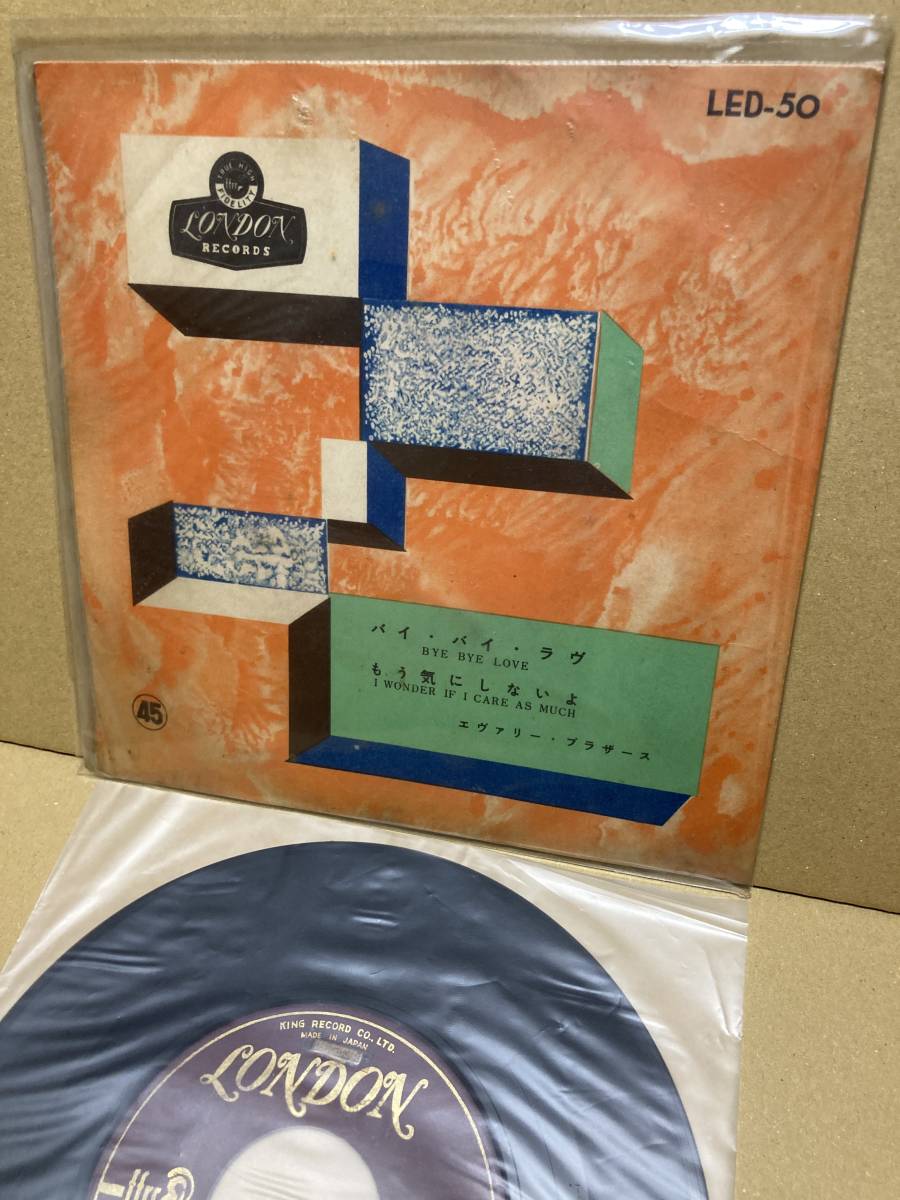 LED-50
TRUE HIGH
ffrr
FIDELITY
LONDON
RECORDS
バイ・バイ・ラヴ
BYE BYE LOVE
もう気にしないよ
I WONDER IF I CARE AS MUCH
エヴァリー・ブラザース
45
KING RECORD CO., LTD.
MADE IN JAPAN
LONDON